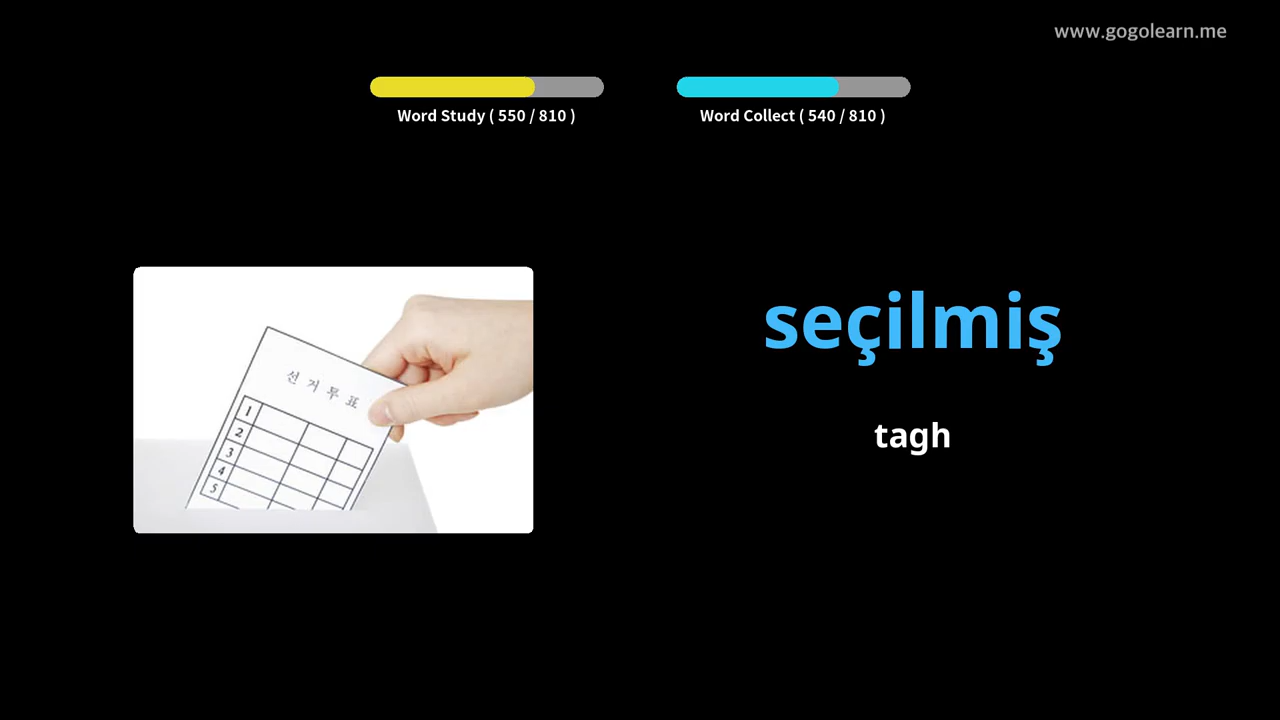 www.gogolearn.me
Word Study ( 550 / 810 )
Word Collect ( 540 / 810 )
선거투표
1
2
3
4
5
seçilmiş
tagh